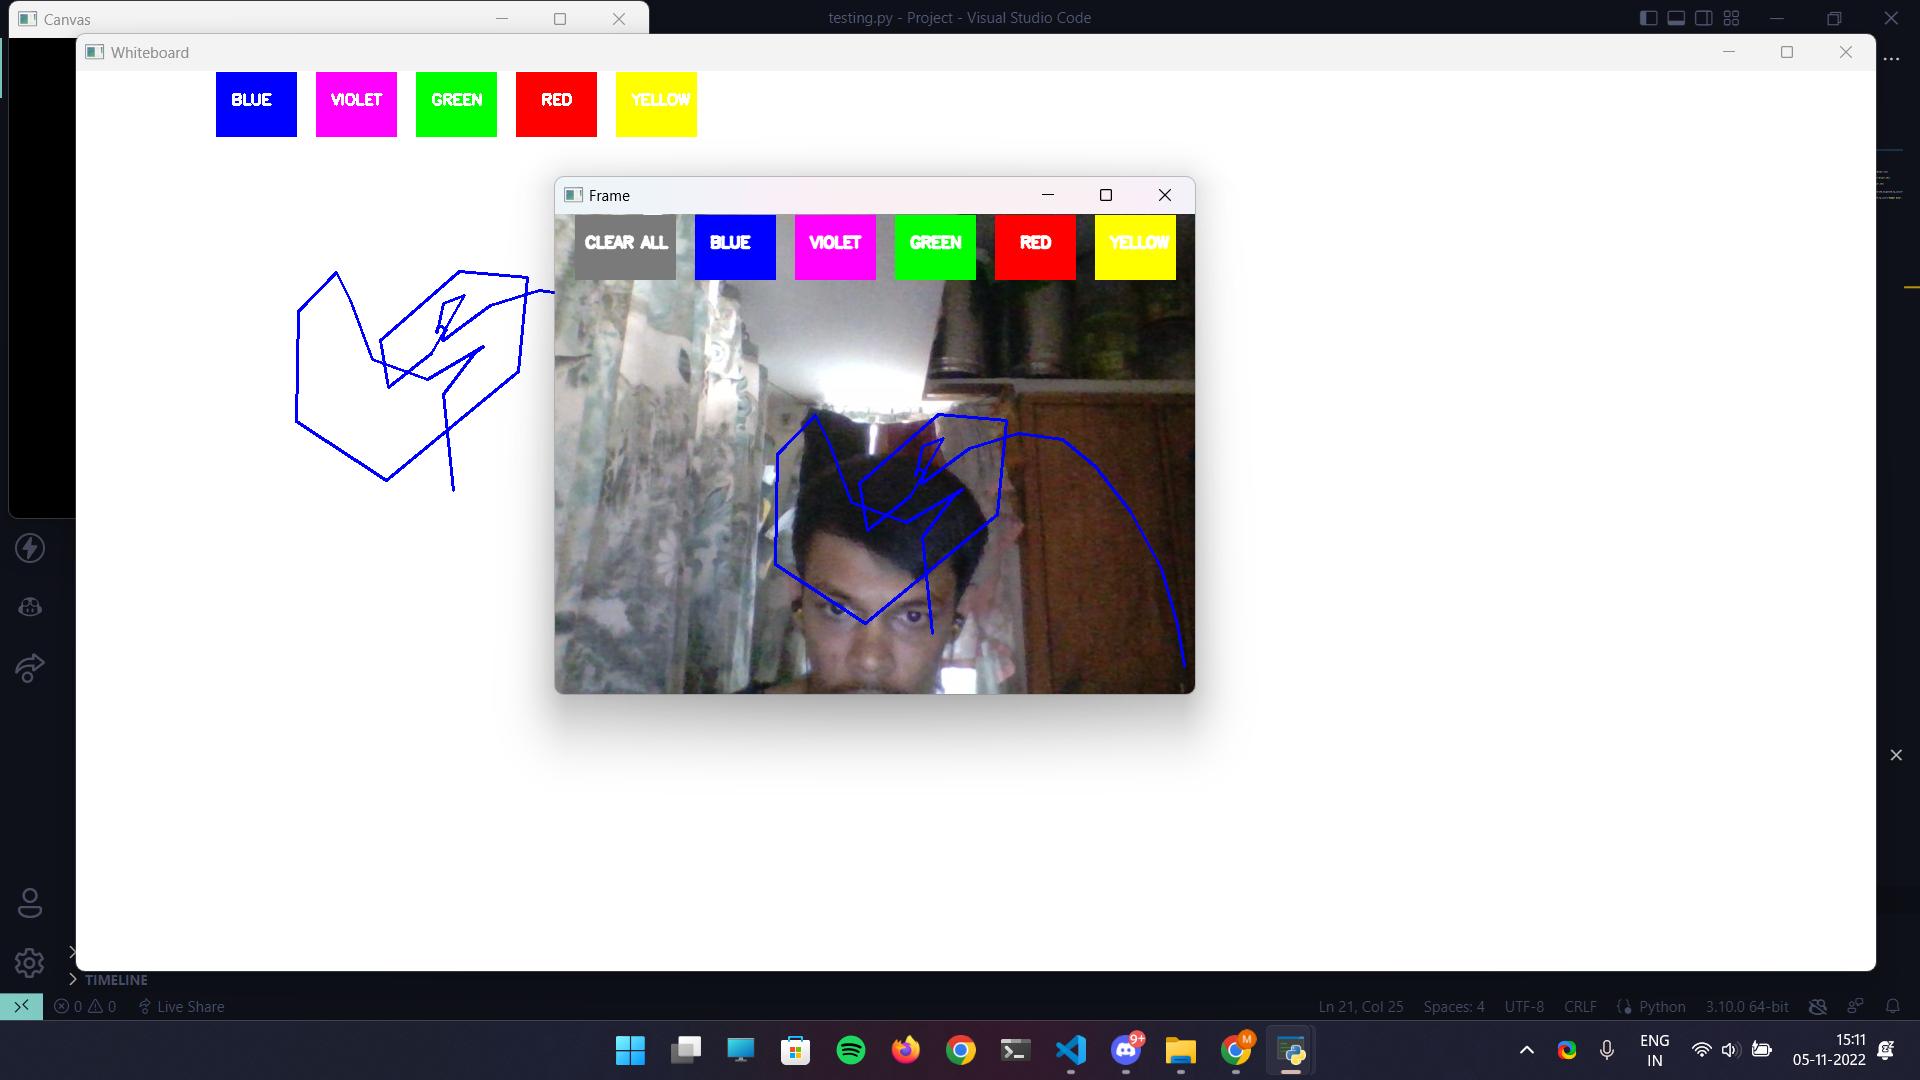 Canvas
testing.py - Project - Visual Studio Code
Whiteboard
BLUE VIOLET GREEN RED YELLOW
Frame
CLEAR ALL BLUE VIOLET GREEN RED YELLOW
TIMELINE
0 0 Live Share
Ln 21, Col 25 Spaces: 4 UTF-8 CRLF Python 3.10.0 64-bit
9+
M
ENG
IN
15:11
05-11-2022